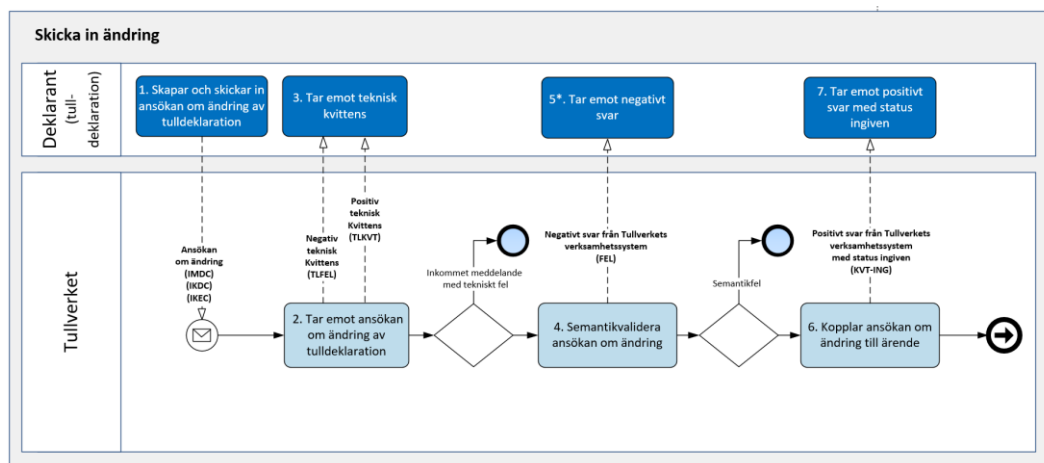 Skicka in ändring
Deklarant
(tull-
deklaration)
1. Skapar och skickar in
ansökan om ändring av
tulldeklaration
3. Tar emot teknisk
kvittens
5*. Tar emot negativt
svar
7. Tar emot positivt
svar med status
ingiven
Tullverket
Ansökan
om ändring
(IMDC)
(IKDC)
(IKEC)
Negativ
teknisk
Kvittens
(TLFEL)
Positiv
teknisk
Kvittens
(TLKVT)
Inkommet meddelande
med tekniskt fel
Negativt svar från Tullverkets
verksamhetssystem
(FEL)
Semantikfel
Positivt svar från Tullverkets
verksamhetssystem
med status ingiven
(KVT-ING)
2. Tar emot ansökan
om ändring av
tulldeklaration
4. Semantikvalidera
ansökan om ändring
6. Kopplar ansökan om
ändring till ärende